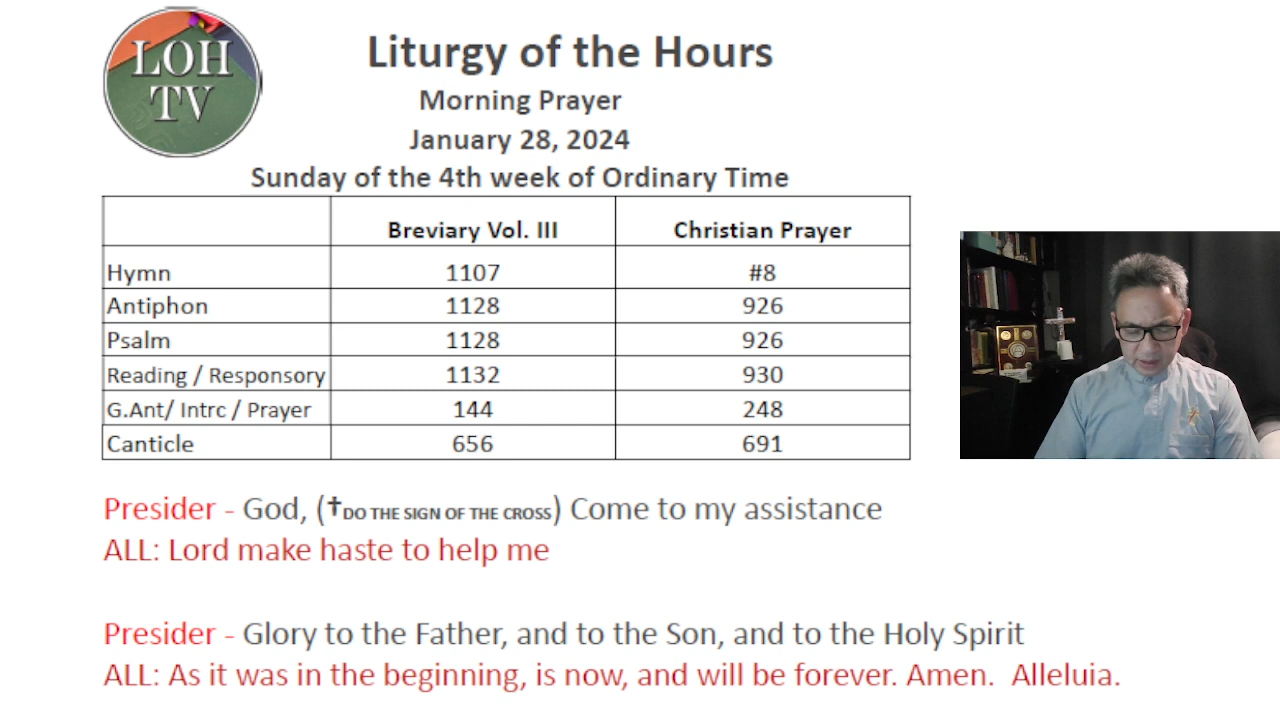 LOH
TV
Liturgy of the Hours
Morning Prayer
January 28, 2024
Sunday of the 4th week of Ordinary Time
Breviary Vol. III Christian Prayer
Hymn 1107 #8
Antiphon 1128 926
Psalm 1128 926
Reading / Responsory 1132 930
G.Ant/ Intrc / Prayer 144 248
Canticle 656 691
Presider - God, (✝DO THE SIGN OF THE CROSS) Come to my assistance
ALL: Lord make haste to help me
Presider - Glory to the Father, and to the Son, and to the Holy Spirit
ALL: As it was in the beginning, is now, and will be forever. Amen.  Alleluia.